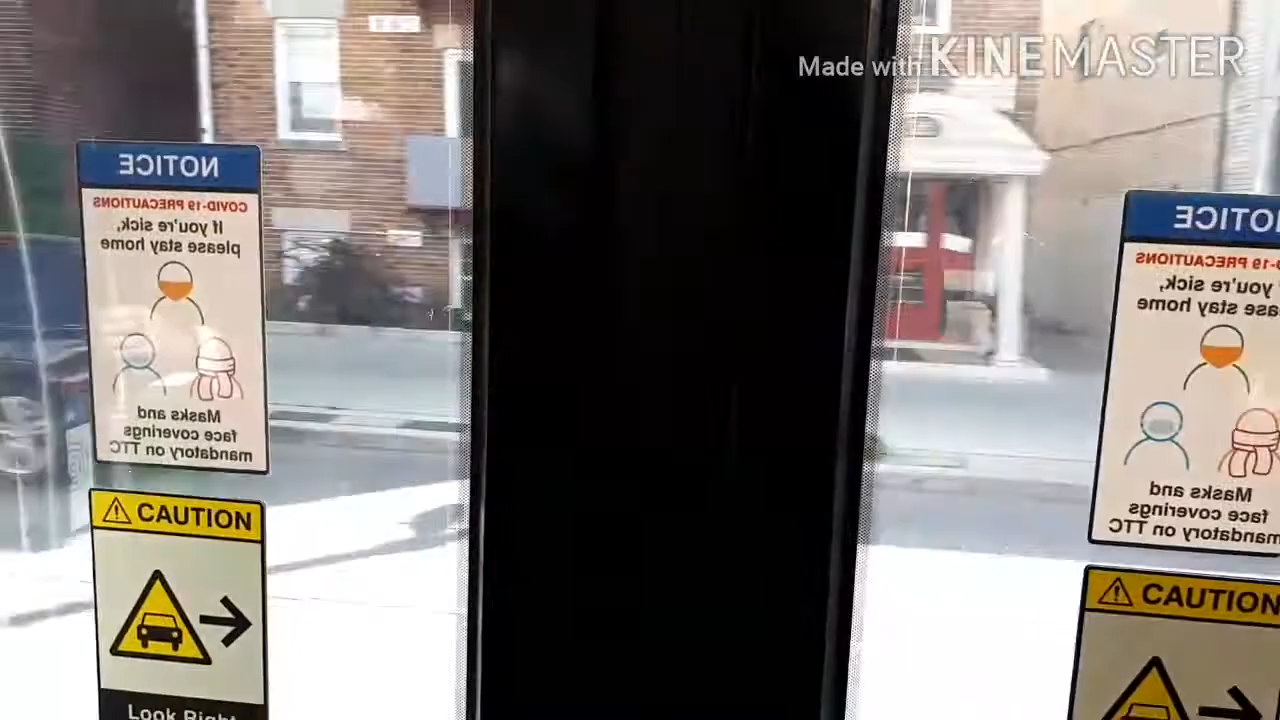 Made with KINEMASTER
NOTICE
COVID-19 PRECAUTIONS
If you're sick,
please stay home
Masks and
face coverings
mandatory on TTC
CAUTION
Look Right
NOTICE
-19 PRECAUTIONS
you're sick,
ase stay home
Masks and
face coverings
mandatory on TTC
CAUTION